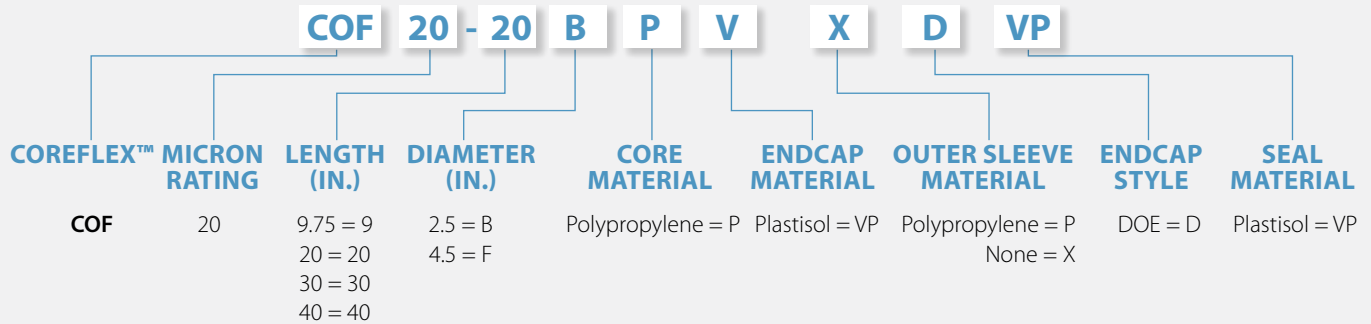 COF 20 - 20 B P V X D VP
COREFLEX™ MICRON RATING LENGTH (IN.) DIAMETER (IN.) CORE MATERIAL ENDCAP MATERIAL OUTER SLEEVE MATERIAL ENDCAP STYLE SEAL MATERIAL
COF 20 9.75 = 9 2.5 = B Polypropylene = P Plastisol = VP Polypropylene = P DOE = D Plastisol = VP
20 = 20 4.5 = F None = X
30 = 30
40 = 40